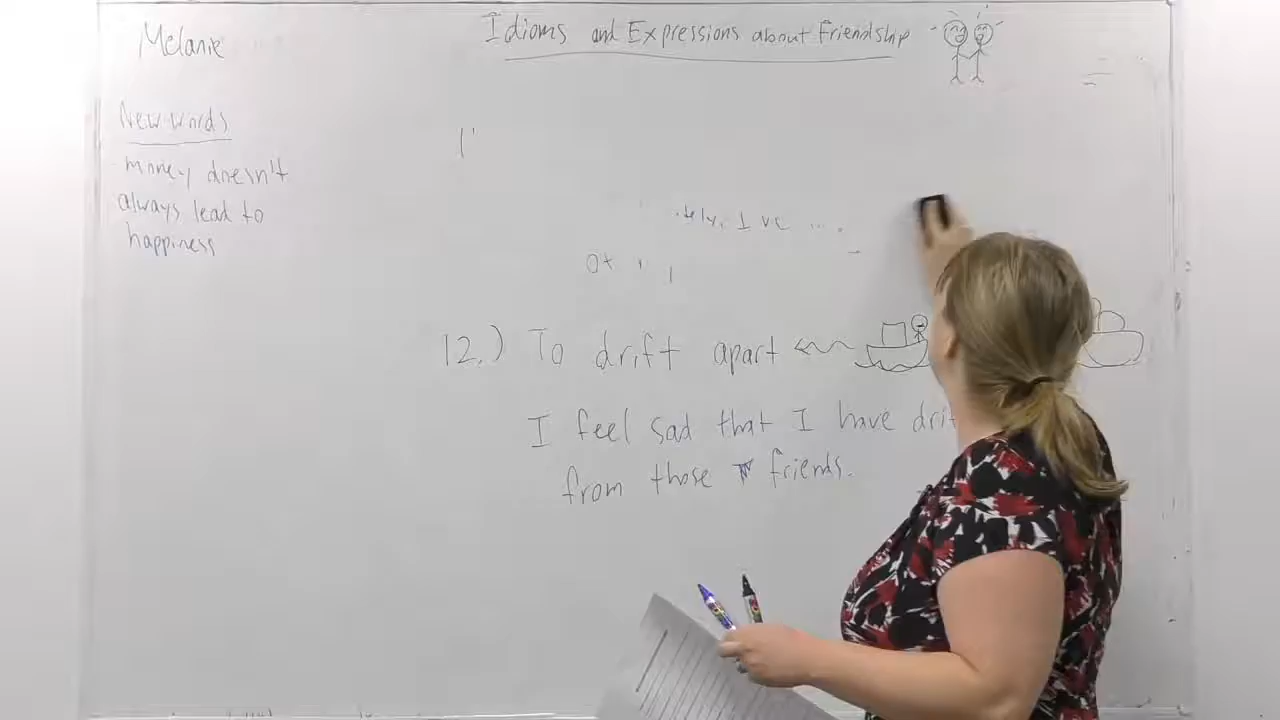 Melanie
Idioms and Expressions about friendship
New words
money doesn't
always lead to
happiness
I've ....
12.) To drift apart
I feel sad that I have
from those friends.